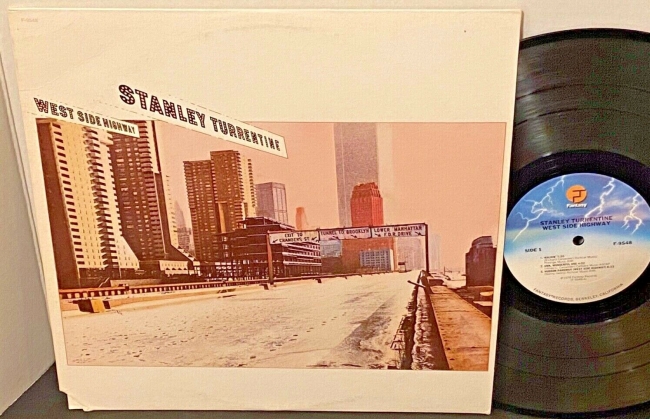 STANLEY TURRENTINE
WEST SIDE HIGHWAY
EXIT TO
CHAMBERS ST
TUNNEL TO BROOKLYN
LOWER MANHATTAN
F.D.R. DRIVE
Fantasy
STANLEY TURRENTINE
WEST SIDE HIGHWAY
SIDE 1
F-9548